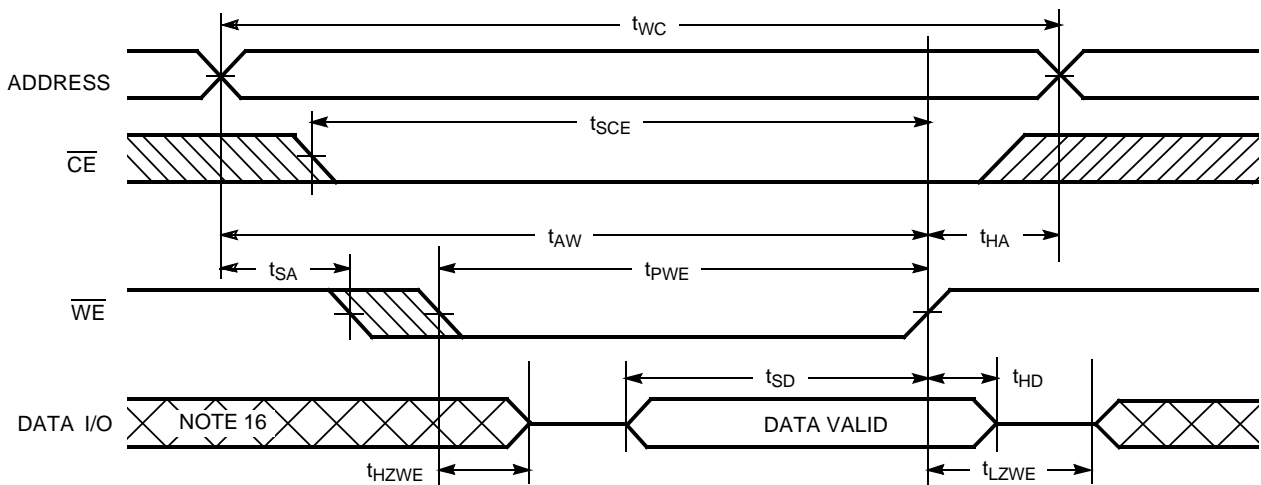 tWC
ADDRESS
tSCE
CE
tAW
tHA
tSA
tPWE
WE
tSD
tHD
DATA I/O
NOTE 16
DATA VALID
tHZWE
tLZWE